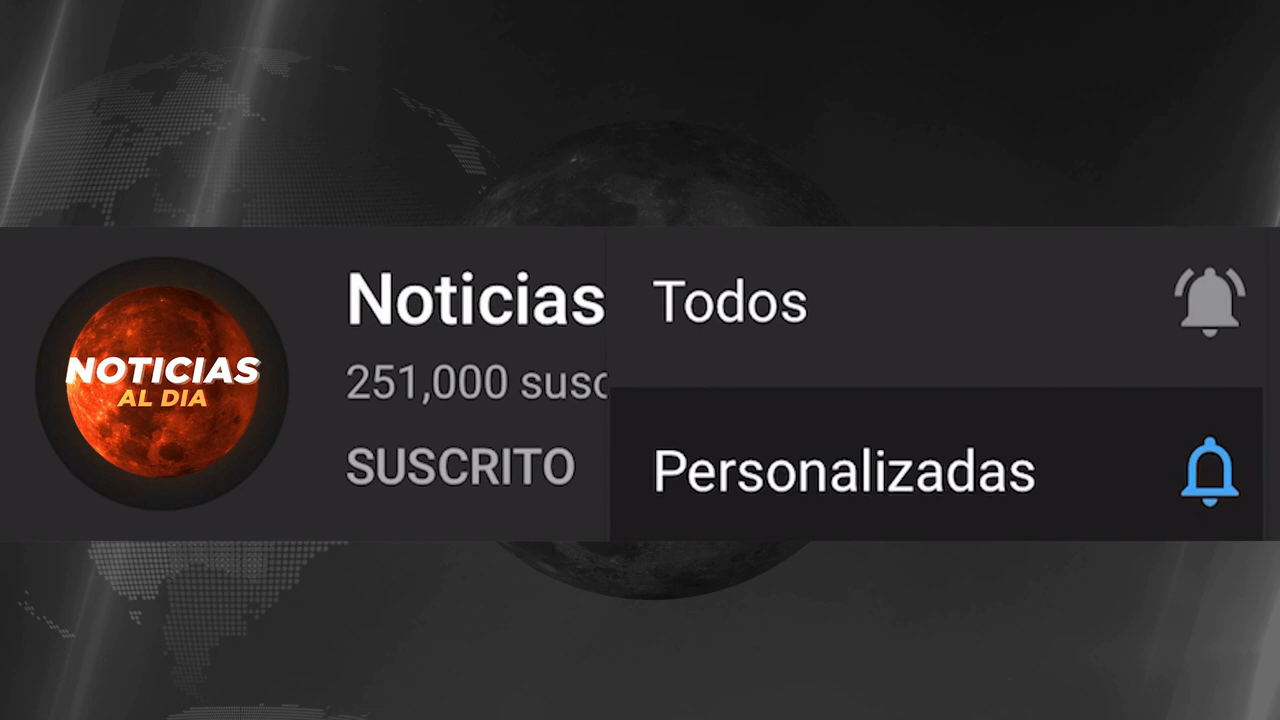 NOTICIAS
AL DIA
Noticias
251,000 susc
SUSCRITO
Todos
Personalizadas